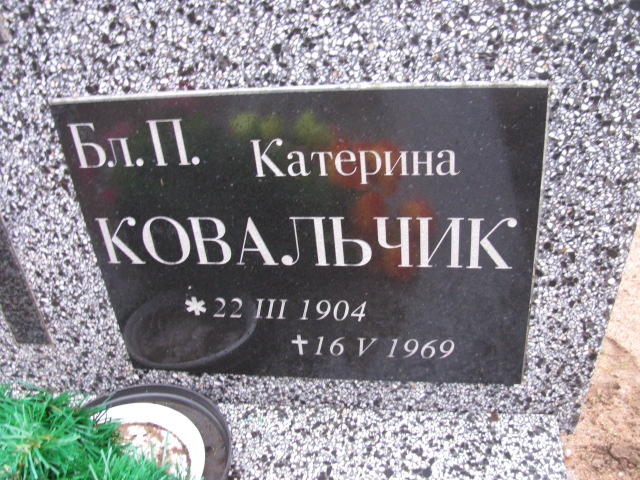 Бл.П. Катерина
КОВАЛЬЧИК
* 22 III 1904
✝ 16 V 1969